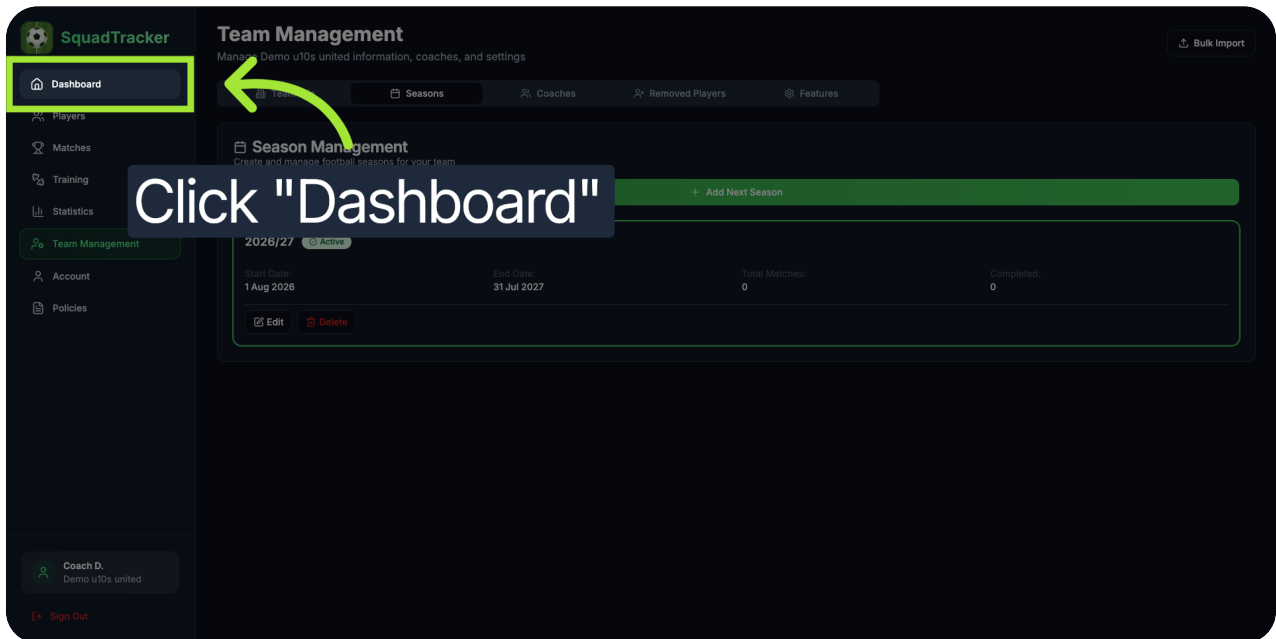 SquadTracker
Dashboard
Players
Matches
Training
Statistics
Team Management
Account
Policies
Coach D.
Demo u10s united
Sign Out
Team Management
Manage Demo u10s united information, coaches, and settings
Bulk Import
Seasons
Coaches
Removed Players
Features
Season Management
Create and manage football seasons for your team
Click "Dashboard"
+ Add Next Season
2026/27 Active
Start Date: End Date: Total Matches: Completed:
1 Aug 2026 31 Jul 2027 0 0
Edit Delete